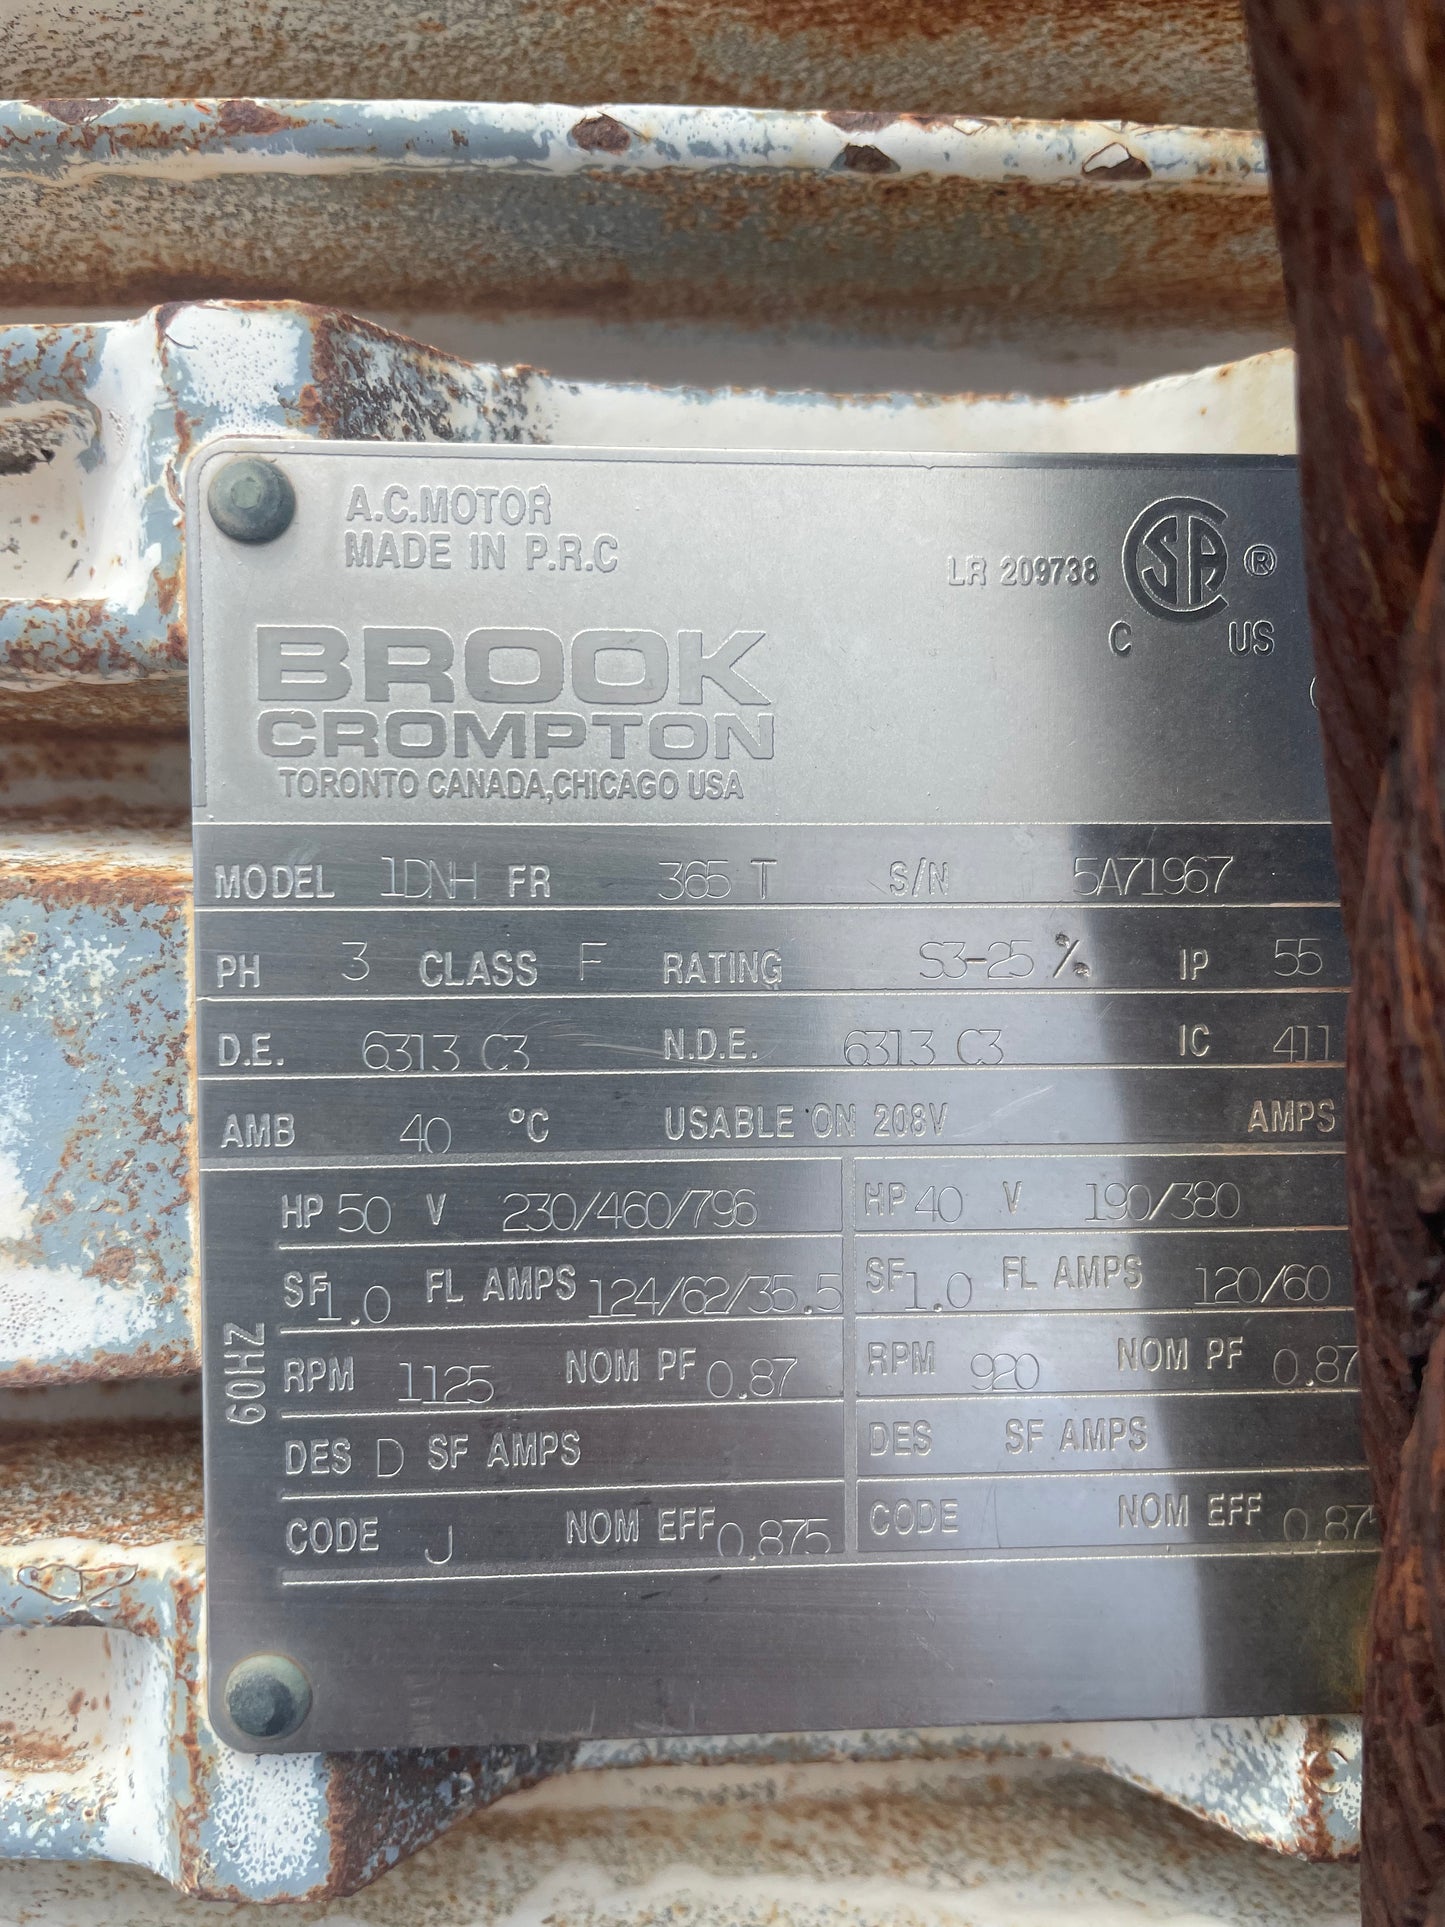 A.C.MOTOR
MADE IN P.R.C
LR 209738 CSA ®
C US
BROOK
CROMPTON
TORONTO CANADA,CHICAGO USA
MODEL 1DNH FR 365 T S/N 5A71967
PH 3 CLASS F RATING S3-25 % IP 55
D.E. 6313 C3 N.D.E. 6313 C3 IC 411
AMB 40 °C USABLE ON 208V AMPS
60HZ
HP 50 V 230/460/796 HP 40 V 190/380
SF 1.0 FL AMPS 124/62/35.5 SF 1.0 FL AMPS 120/60
RPM 1125 NOM PF 0.87 RPM 920 NOM PF 0.87
DES D SF AMPS DES SF AMPS
CODE J NOM EFF 0.875 CODE NOM EFF